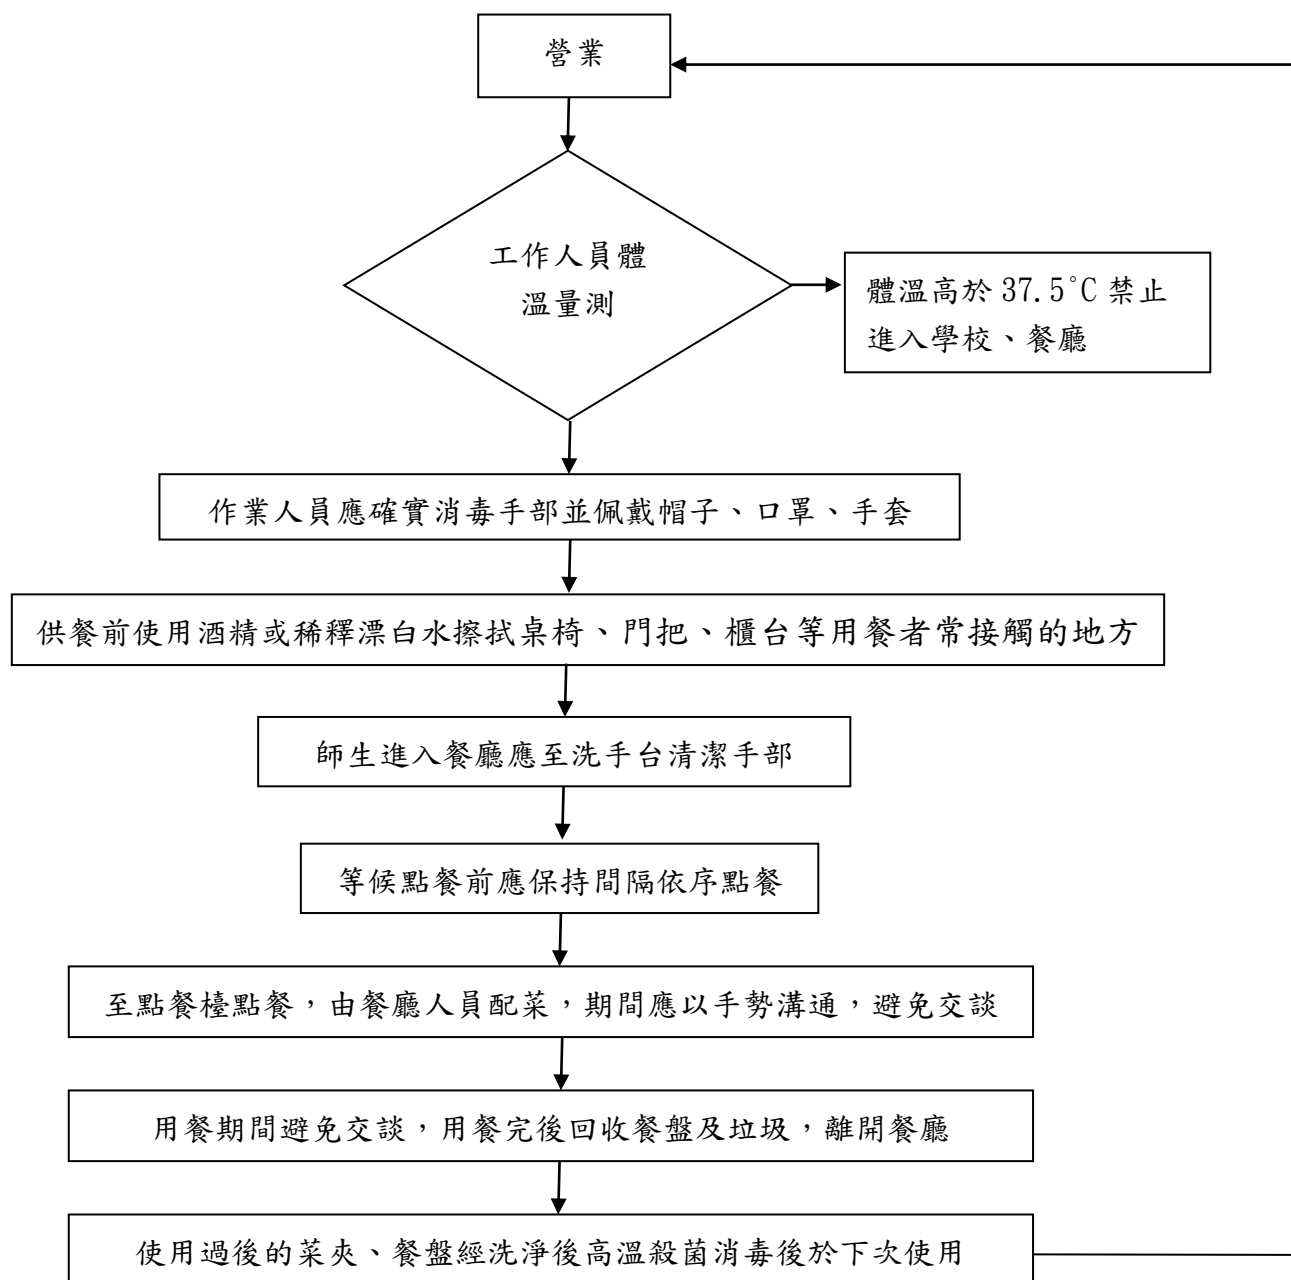 營業
工作人員體
溫量測
體溫高於 37.5°C 禁止
進入學校、餐廳
作業人員應確實消毒手部並佩戴帽子、口罩、手套
供餐前使用酒精或稀釋漂白水擦拭桌椅、門把、櫃台等用餐者常接觸的地方
師生進入餐廳應至洗手台清潔手部
等候點餐前應保持間隔依序點餐
至點餐檯點餐，由餐廳人員配菜，期間應以手勢溝通，避免交談
用餐期間避免交談，用餐完後回收餐盤及垃圾，離開餐廳
使用過後的菜夾、餐盤經洗淨後高溫殺菌消毒後於下次使用